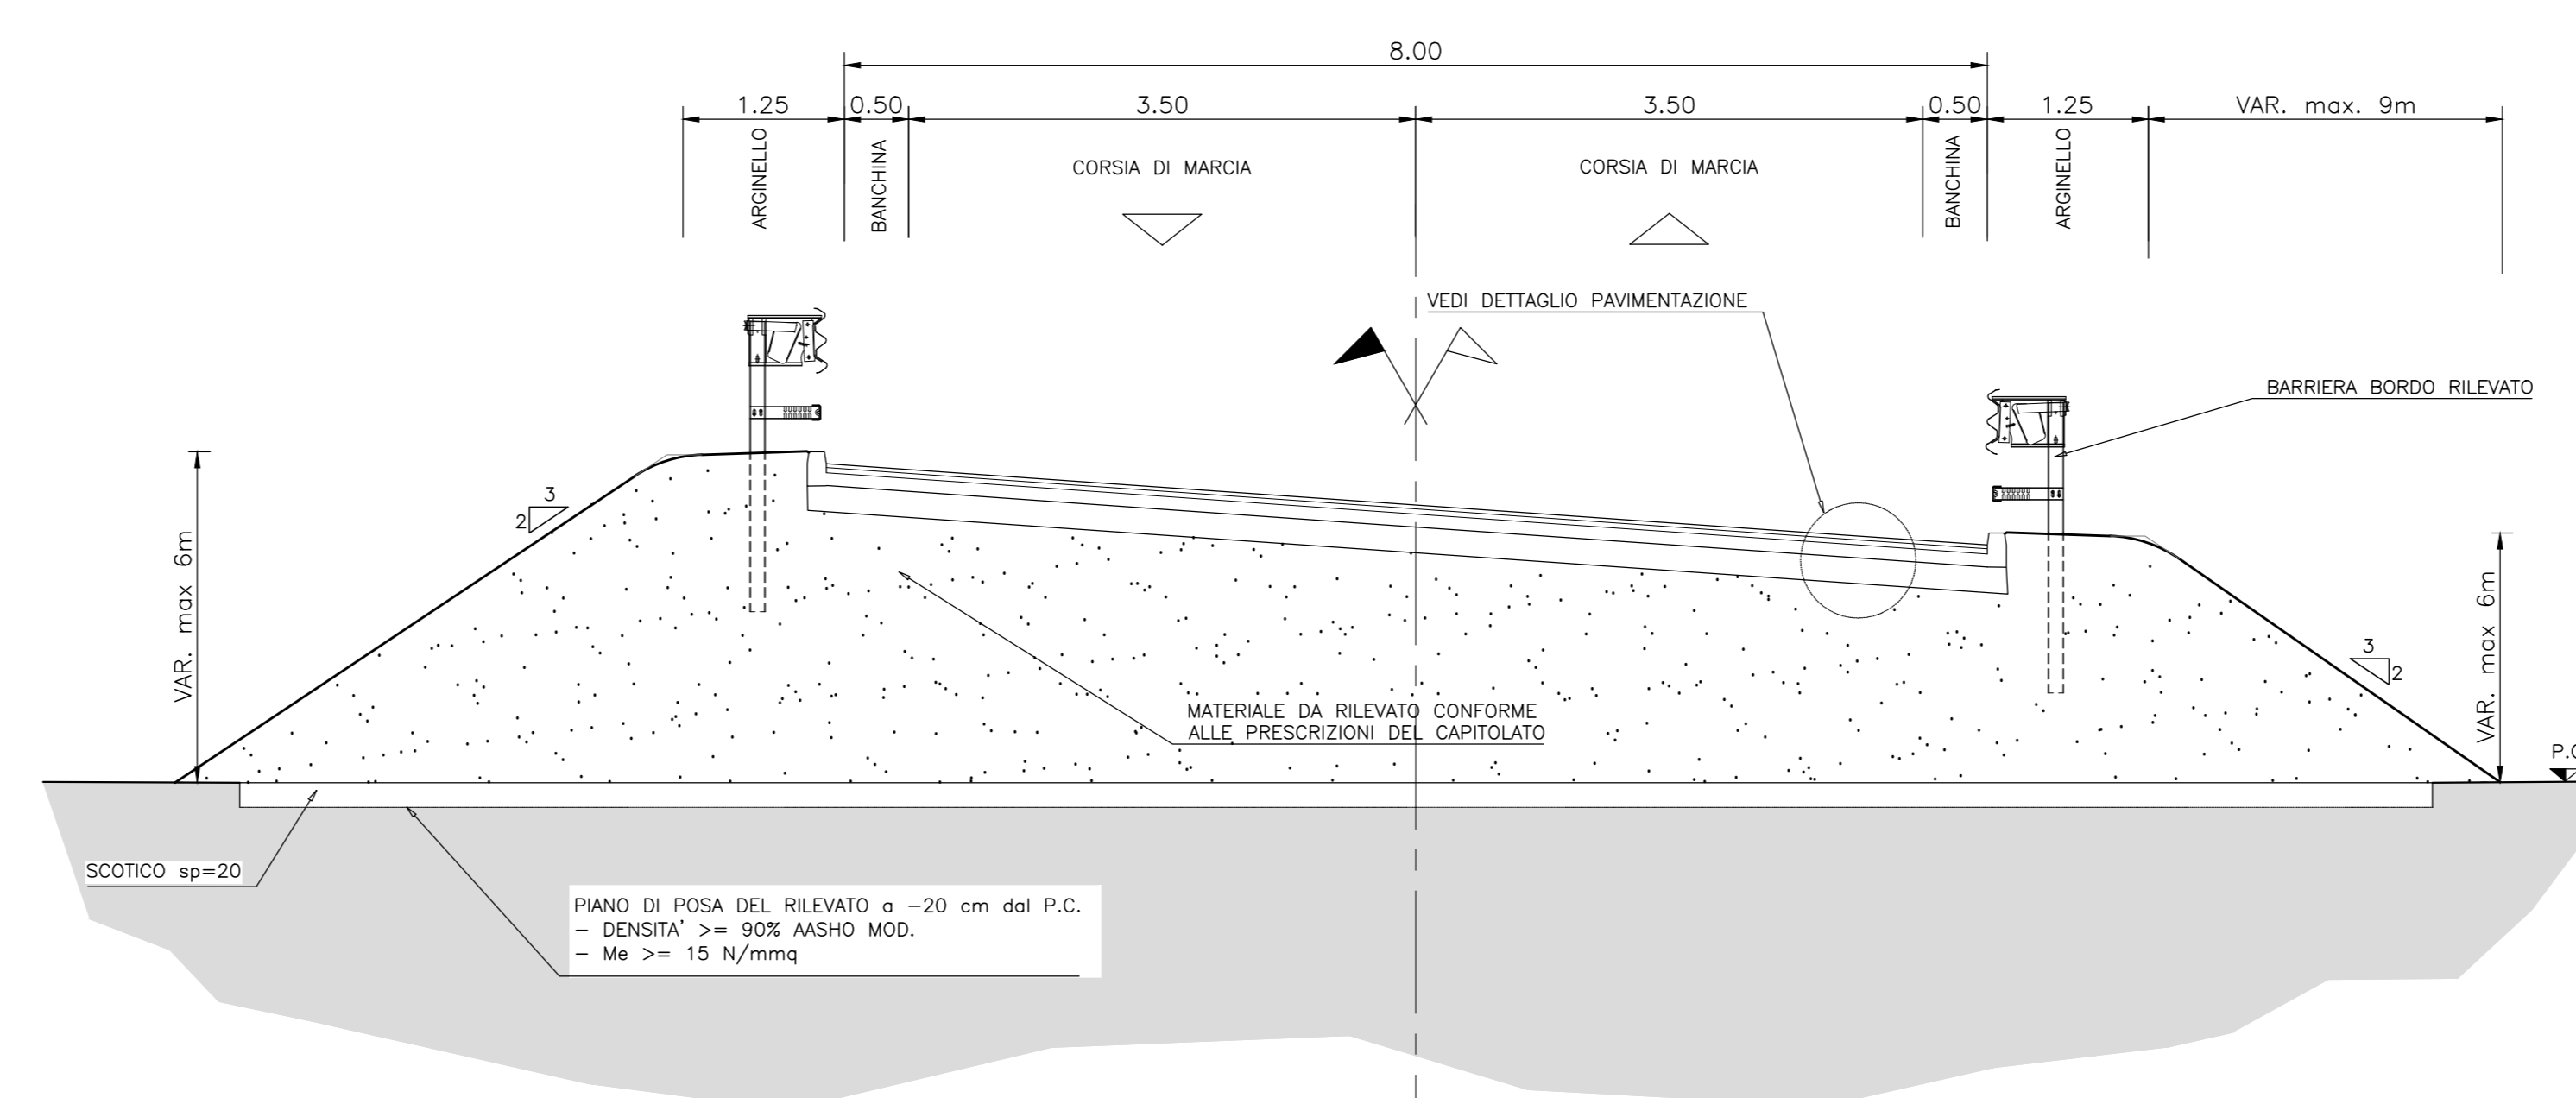 8.00
1.25 0.50 3.50 3.50 0.50 1.25 VAR. max. 9m
ARGINELLO
BANCHINA
CORSIA DI MARCIA
CORSIA DI MARCIA
BANCHINA
ARGINELLO
VEDI DETTAGLIO PAVIMENTAZIONE
BARRIERA BORDO RILEVATO
3
2
VAR. max 6m
3
2
VAR. max 6m
MATERIALE DA RILEVATO CONFORME
ALLE PRESCRIZIONI DEL CAPITOLATO
SCOTICO sp=20
PIANO DI POSA DEL RILEVATO a −20 cm dal P.C.
− DENSITA' >= 90% AASHO MOD.
− Me >= 15 N/mmq